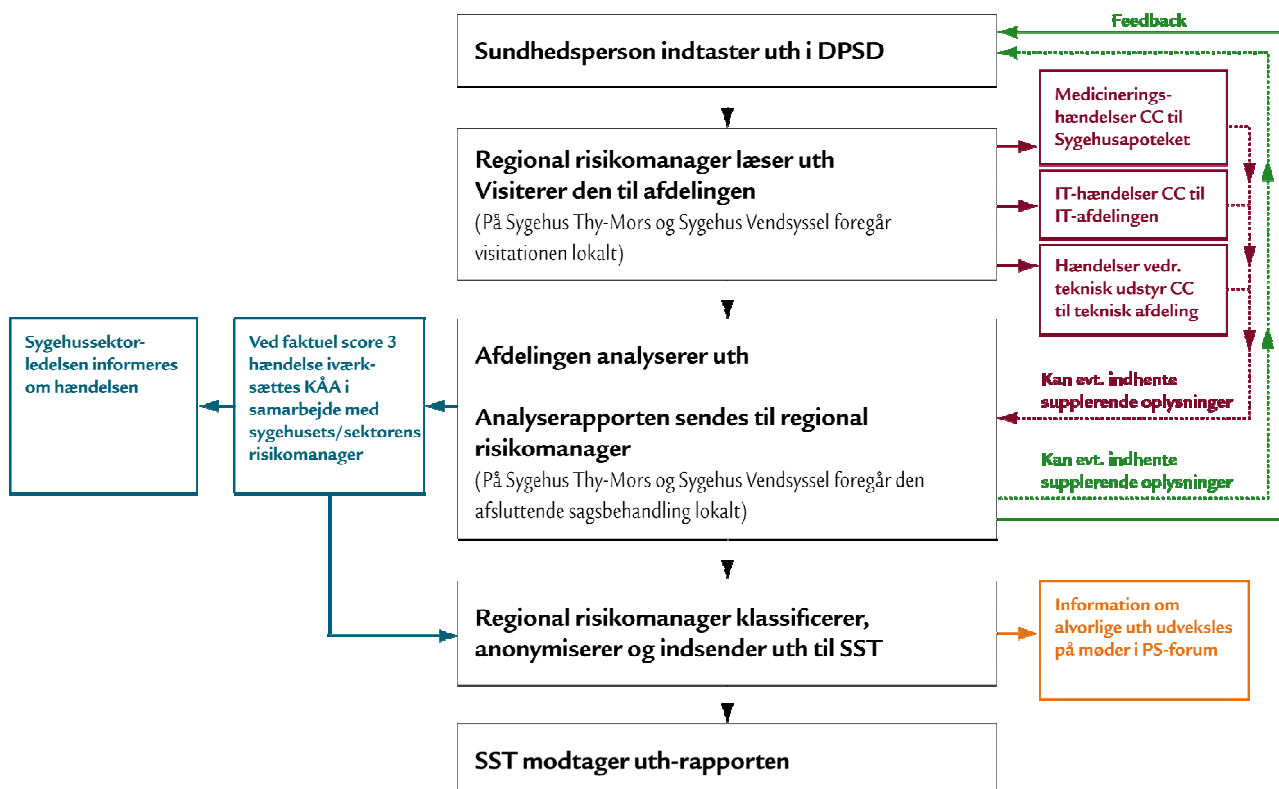 Feedback
Sundhedsperson indtaster uth i DPSD
Medicinerings-
hændelser CC til
Sygehusapoteket
Regional risikomanager læser uth
Visiterer den til afdelingen
(På Sygehus Thy-Mors og Sygehus Vendsyssel foregår
visitationen lokalt)
IT-hændelser CC til
IT-afdelingen
Hændelser vedr.
teknisk udstyr CC
til teknisk afdeling
Sygehussektor-
ledelsen informeres
om hændelsen
Ved faktuel score 3
hændelse iværk-
sættes KÅA i
samarbejde med
sygehusets/sektorens
risikomanager
Afdelingen analyserer uth
Analyserapporten sendes til regional
risikomanager
(På Sygehus Thy-Mors og Sygehus Vendsyssel foregår den
afsluttende sagsbehandling lokalt)
Kan evt. indhente
supplerende oplysninger
Kan evt. indhente
supplerende oplysninger
Regional risikomanager klassificerer,
anonymiserer og indsender uth til SST
Information om
alvorlige uth udveksles
på møder i PS-forum
SST modtager uth-rapporten